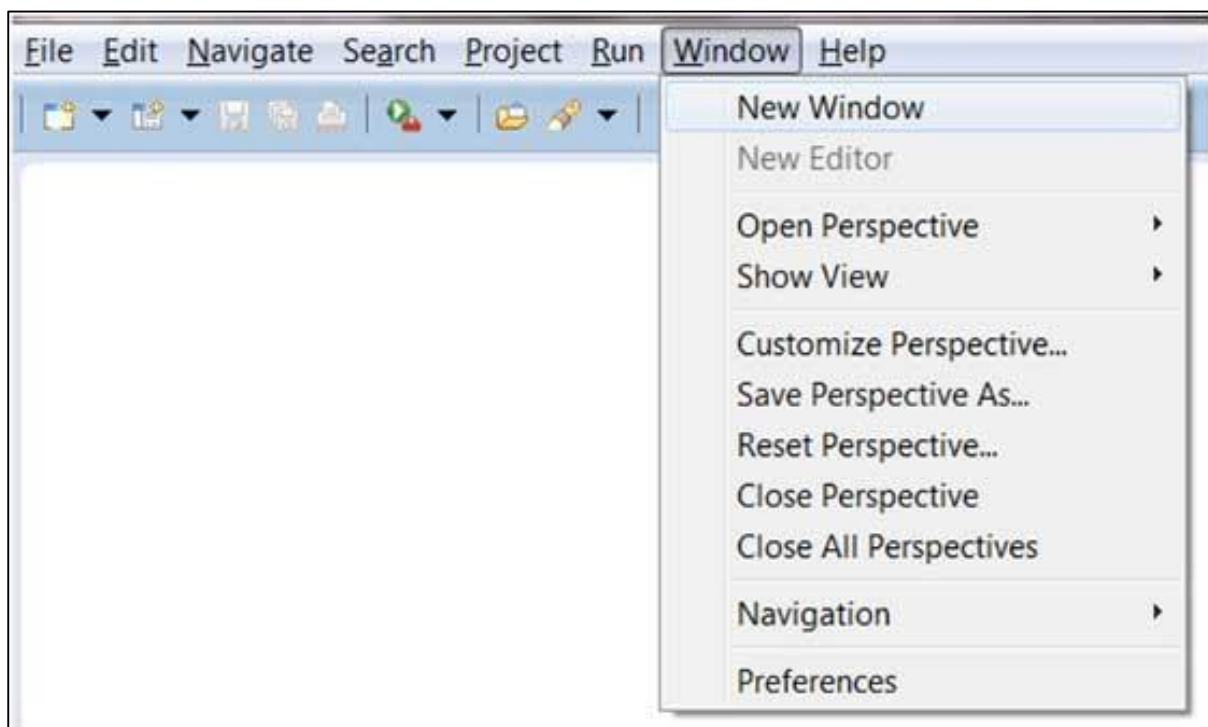 File Edit Navigate Search Project Run Window Help
New Window
New Editor
Open Perspective
Show View
Customize Perspective...
Save Perspective As...
Reset Perspective...
Close Perspective
Close All Perspectives
Navigation
Preferences